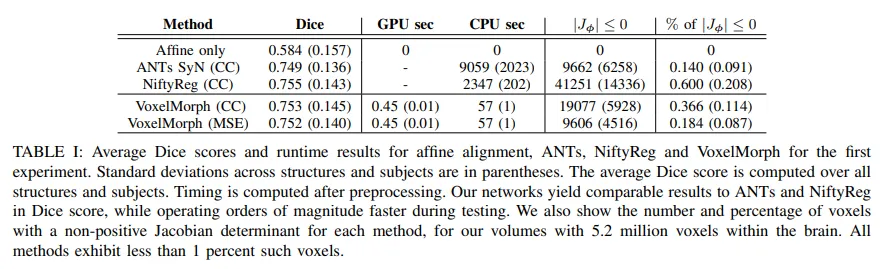 Method Dice GPU sec CPU sec |Jϕ| ≤ 0 % of |Jϕ| ≤ 0
Affine only 0.584 (0.157) 0 0 0 0
ANTs SyN (CC) 0.749 (0.136) - 9059 (2023) 9662 (6258) 0.140 (0.091)
NiftyReg (CC) 0.755 (0.143) - 2347 (202) 41251 (14336) 0.600 (0.208)
VoxelMorph (CC) 0.753 (0.145) 0.45 (0.01) 57 (1) 19077 (5928) 0.366 (0.114)
VoxelMorph (MSE) 0.752 (0.140) 0.45 (0.01) 57 (1) 9606 (4516) 0.184 (0.087)
TABLE I: Average Dice scores and runtime results for affine alignment, ANTs, NiftyReg and VoxelMorph for the first
experiment. Standard deviations across structures and subjects are in parentheses. The average Dice score is computed over all
structures and subjects. Timing is computed after preprocessing. Our networks yield comparable results to ANTs and NiftyReg
in Dice score, while operating orders of magnitude faster during testing. We also show the number and percentage of voxels
with a non-positive Jacobian determinant for each method, for our volumes with 5.2 million voxels within the brain. All
methods exhibit less than 1 percent such voxels.